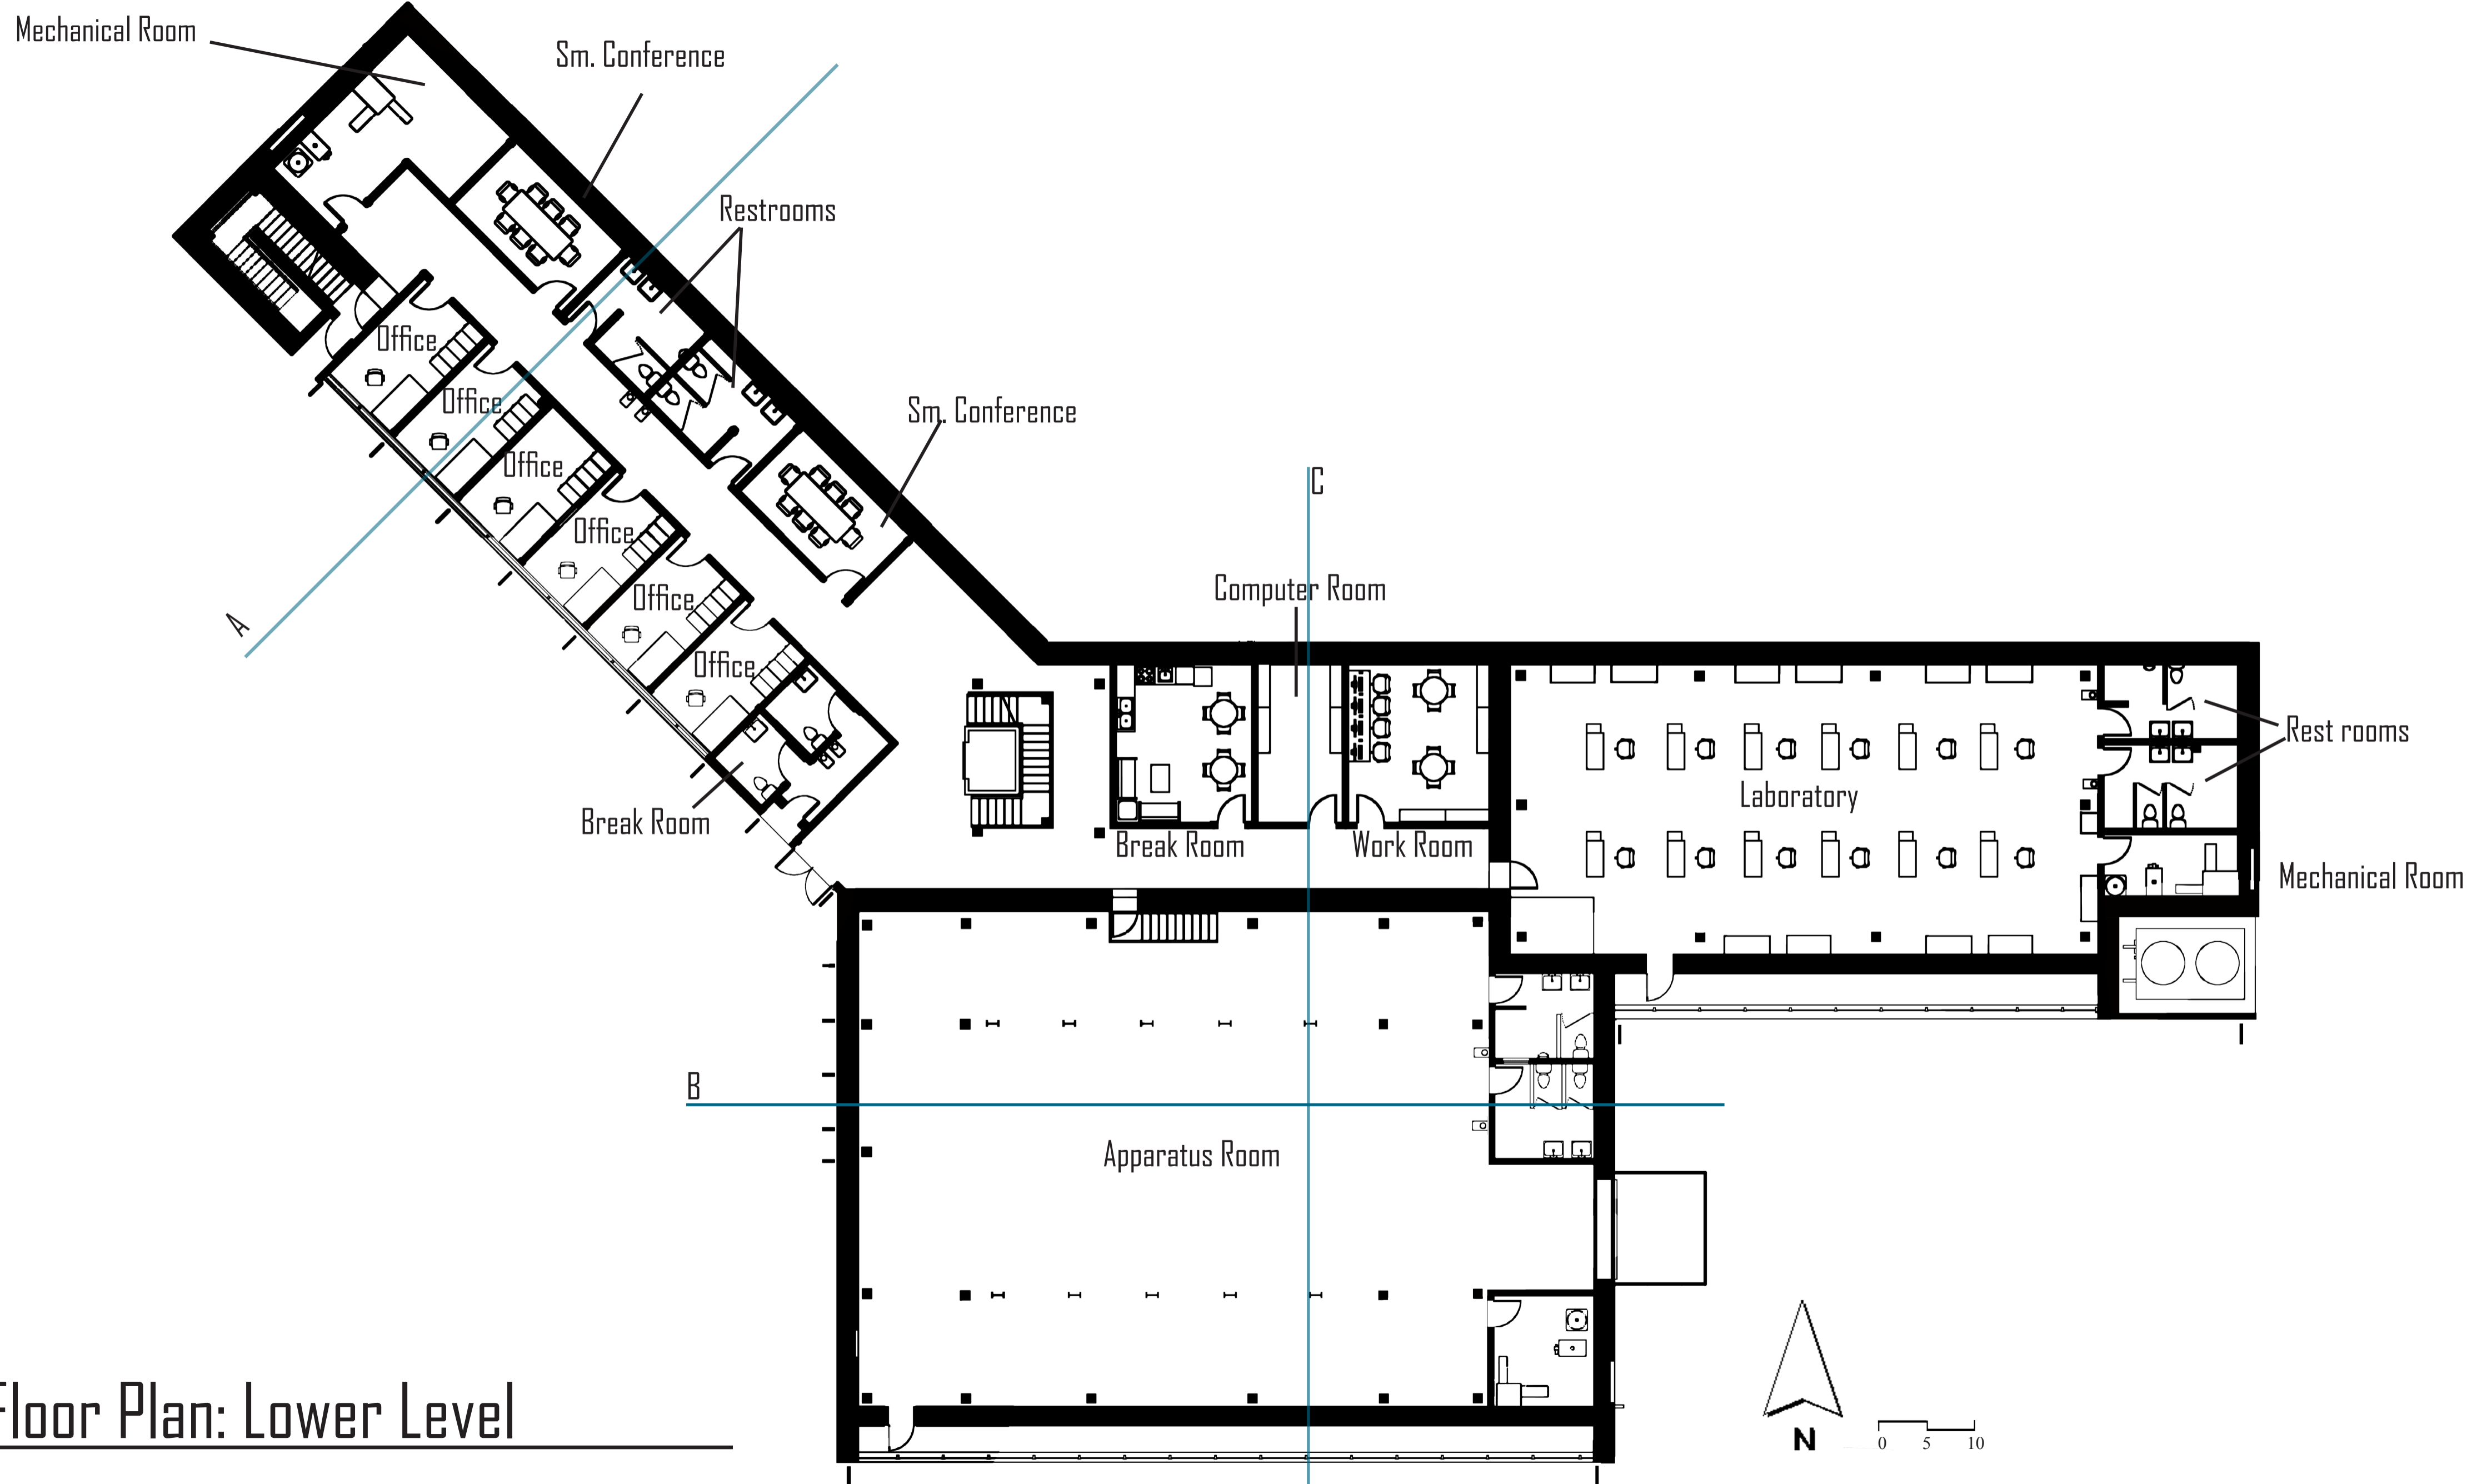 Mechanical Room
Sm. Conference
Restrooms
Office
Office
Office
Office
Office
Office
Sm. Conference
C
A
Computer Room
Break Room
Break Room
Work Room
Laboratory
Rest rooms
Mechanical Room
B
Apparatus Room
Floor Plan: Lower Level
N
0 5 10